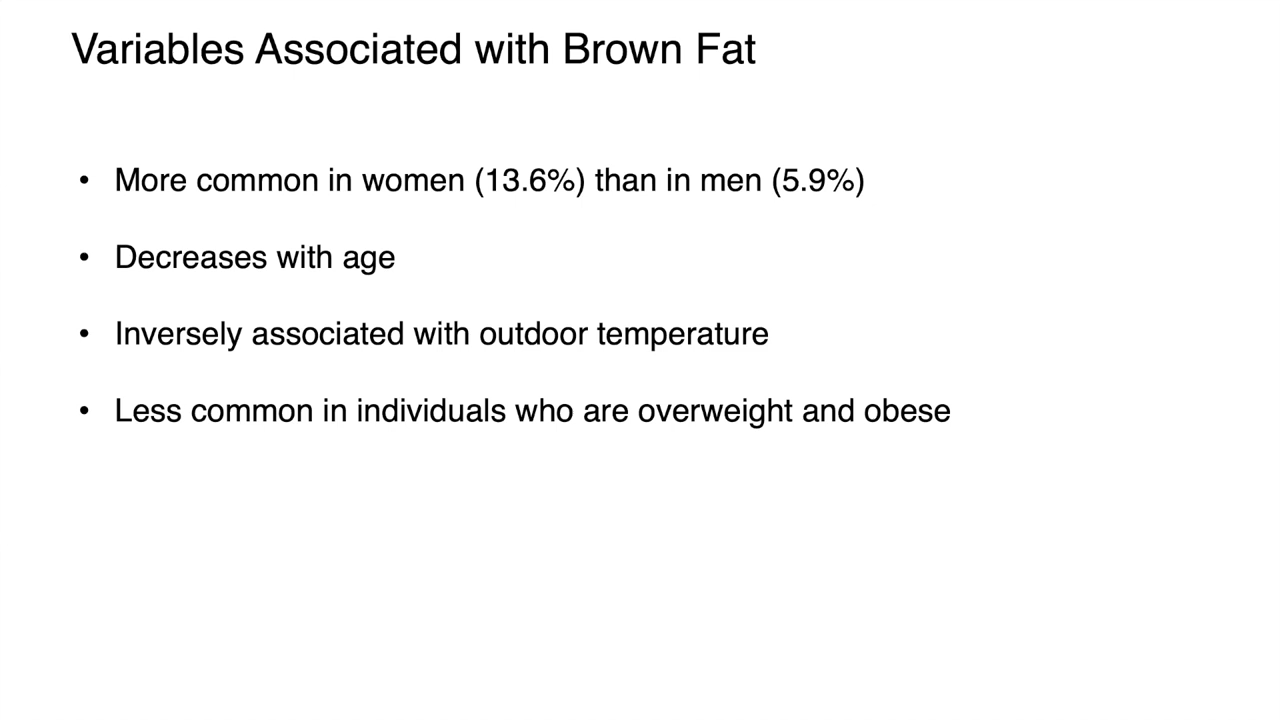 Variables Associated with Brown Fat
• More common in women (13.6%) than in men (5.9%)
• Decreases with age
• Inversely associated with outdoor temperature
• Less common in individuals who are overweight and obese